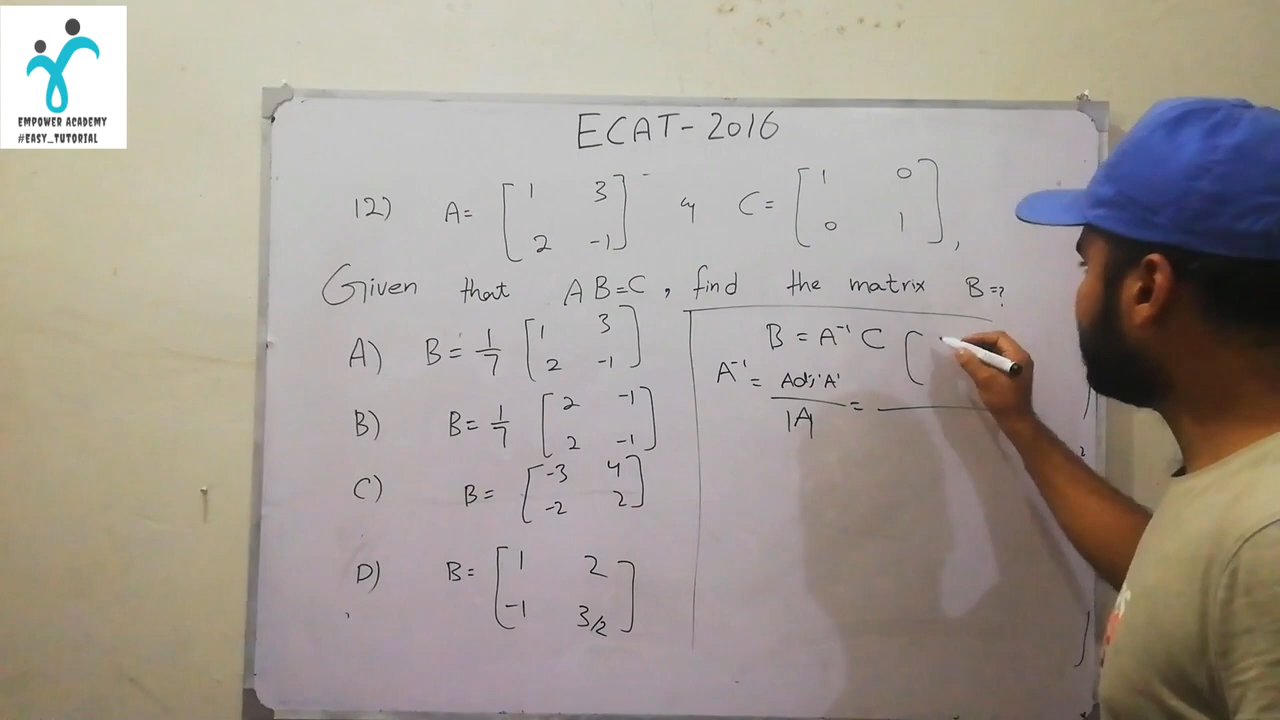 EMPOWER ACADEMY
#EASY_TUTORIAL
ECAT-2016
12) A= [ 1 3 2 -1 ] & C= [ 1 0 0 1 ],
Given that AB=C, find the matrix B=?
A) B= 1/7 [ 1 3 2 -1 ]
B) B= 1/7 [ 2 -1 2 -1 ]
C) B= [ -3 4 -2 2 ]
D) B= [ 1 2 -1 3/2 ]
B = A⁻¹ C
A⁻¹ = Adj'A' / |A| =